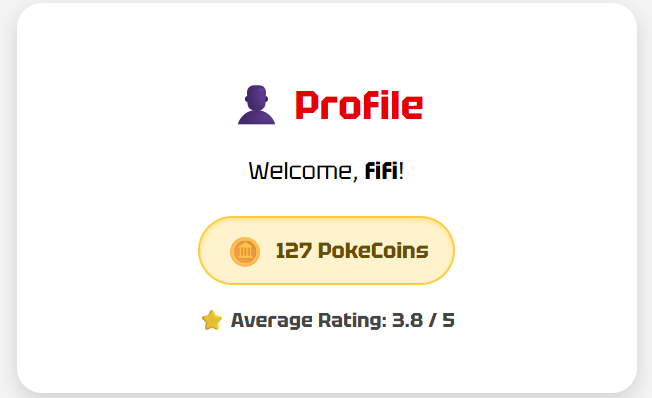 Profile
Welcome, fifi!
127 PokeCoins
Average Rating: 3.8 / 5